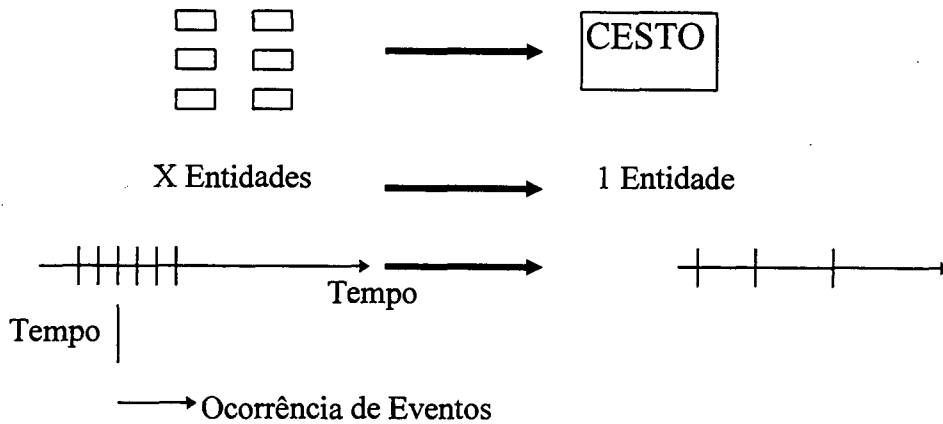 CESTO
X Entidades
1 Entidade
Tempo
Tempo
Ocorrência de Eventos